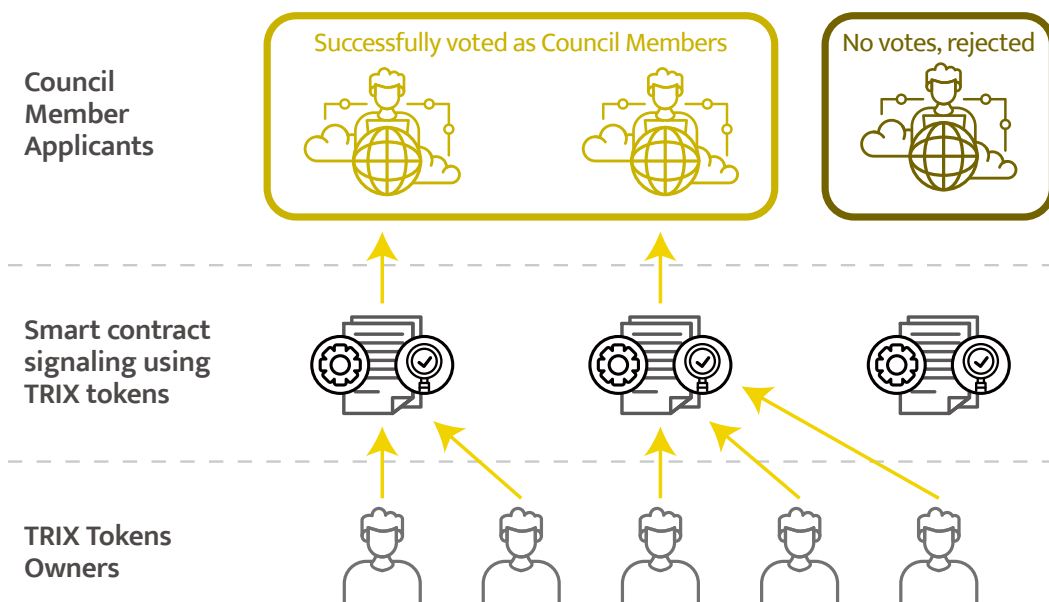 Successfully voted as Council Members
No votes, rejected
Council
Member
Applicants
Smart contract
signaling using
TRIX tokens
TRIX Tokens
Owners